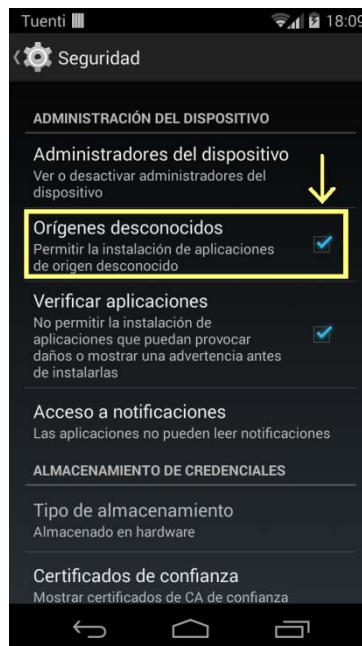 Tuenti 18:09
Seguridad
ADMINISTRACIÓN DEL DISPOSITIVO
Administradores del dispositivo
Ver o desactivar administradores del
dispositivo
Orígenes desconocidos
Permitir la instalación de aplicaciones
de origen desconocido
Verificar aplicaciones
No permitir la instalación de
aplicaciones que puedan provocar
daños o mostrar una advertencia antes
de instalarlas
Acceso a notificaciones
Las aplicaciones no pueden leer notificaciones
ALMACENAMIENTO DE CREDENCIALES
Tipo de almacenamiento
Almacenado en hardware
Certificados de confianza
Mostrar certificados de CA de confianza